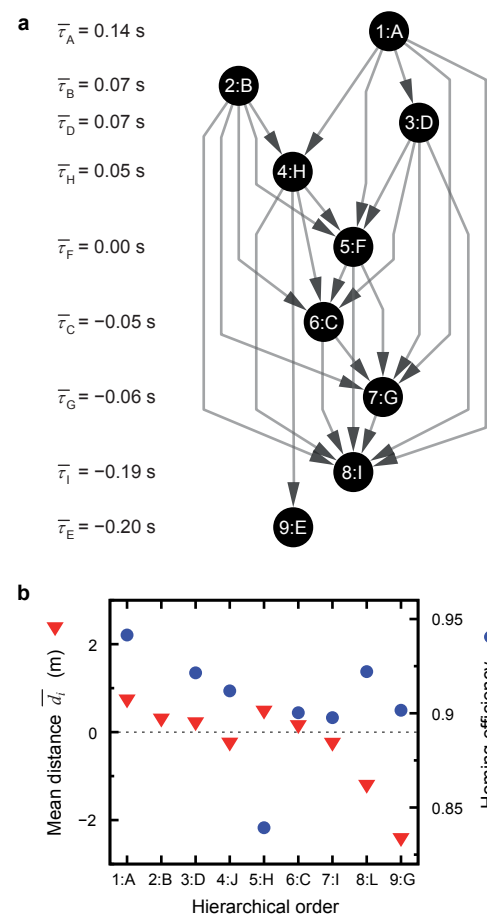 a
τ̅A = 0.14 s
1:A
τ̅B = 0.07 s
2:B
τ̅D = 0.07 s
3:D
τ̅H = 0.05 s
4:H
τ̅F = 0.00 s
5:F
τ̅C = −0.05 s
6:C
τ̅G = −0.06 s
7:G
τ̅I = −0.19 s
8:I
τ̅E = −0.20 s
9:E
b
Mean distance d̅i (m)
2
0
−2
0.95
0.9
0.85
Homing efficiency
1:A 2:B 3:D 4:J 5:H 6:C 7:I 8:L 9:G
Hierarchical order